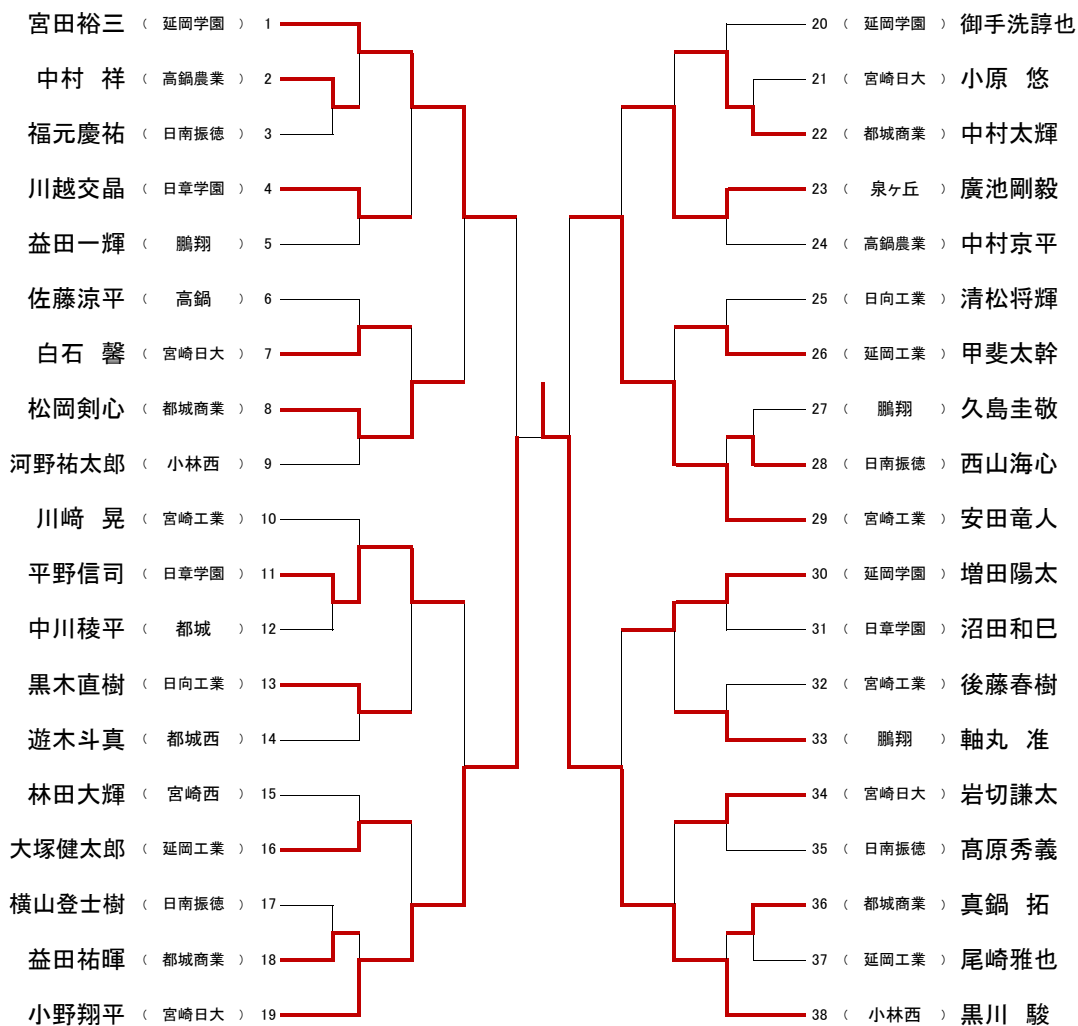 宮田裕三 （ 延岡学園 ） 1
中村 祥 （ 高鍋農業 ） 2
福元慶祐 （ 日南振徳 ） 3
川越交晶 （ 日章学園 ） 4
益田一輝 （ 鵬翔 ） 5
佐藤涼平 （ 高鍋 ） 6
白石 馨 （ 宮崎日大 ） 7
松岡剣心 （ 都城商業 ） 8
河野祐太郎 （ 小林西 ） 9
川﨑 晃 （ 宮崎工業 ） 10
平野信司 （ 日章学園 ） 11
中川稜平 （ 都城 ） 12
黒木直樹 （ 日向工業 ） 13
遊木斗真 （ 都城西 ） 14
林田大輝 （ 宮崎西 ） 15
大塚健太郎 （ 延岡工業 ） 16
横山登士樹 （ 日南振徳 ） 17
益田祐暉 （ 都城商業 ） 18
小野翔平 （ 宮崎日大 ） 19
20 （ 延岡学園 ） 御手洗諄也
21 （ 宮崎日大 ） 小原 悠
22 （ 都城商業 ） 中村太輝
23 （ 泉ヶ丘 ） 廣池剛毅
24 （ 高鍋農業 ） 中村京平
25 （ 日向工業 ） 清松将輝
26 （ 延岡工業 ） 甲斐太幹
27 （ 鵬翔 ） 久島圭敬
28 （ 日南振徳 ） 西山海心
29 （ 宮崎工業 ） 安田竜人
30 （ 延岡学園 ） 増田陽太
31 （ 日章学園 ） 沼田和巳
32 （ 宮崎工業 ） 後藤春樹
33 （ 鵬翔 ） 軸丸 准
34 （ 宮崎日大 ） 岩切謙太
35 （ 日南振徳 ） 髙原秀義
36 （ 都城商業 ） 真鍋 拓
37 （ 延岡工業 ） 尾崎雅也
38 （ 小林西 ） 黒川 駿